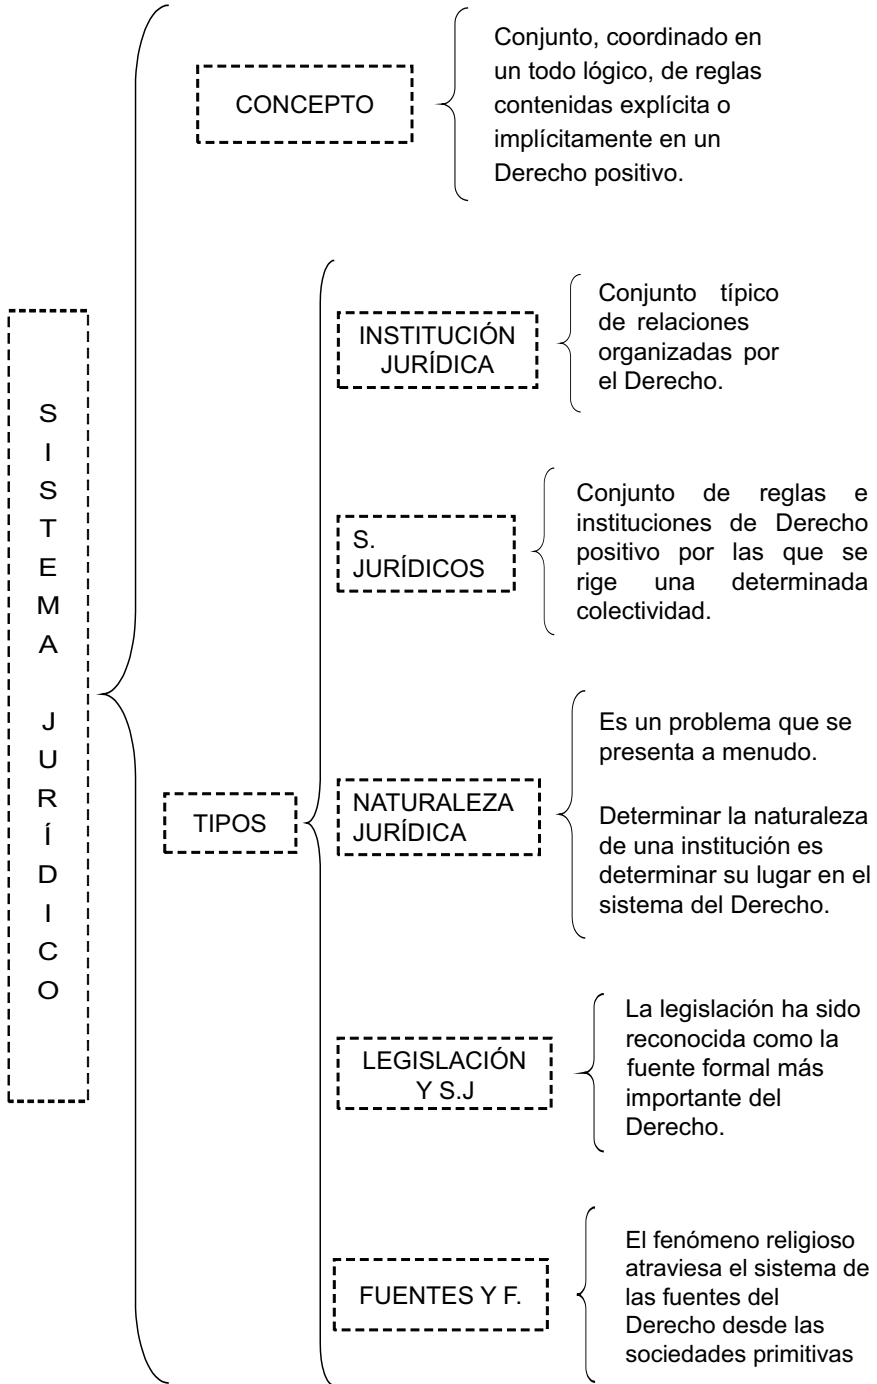 SISTEMA JURÍDICO
CONCEPTO
Conjunto, coordinado en
un todo lógico, de reglas
contenidas explícita o
implícitamente en un
Derecho positivo.
TIPOS
INSTITUCIÓN
JURÍDICA
Conjunto típico
de relaciones
organizadas por
el Derecho.
S.
JURÍDICOS
Conjunto de reglas e
instituciones de Derecho
positivo por las que se
rige una determinada
colectividad.
NATURALEZA
JURÍDICA
Es un problema que se
presenta a menudo.
Determinar la naturaleza
de una institución es
determinar su lugar en el
sistema del Derecho.
LEGISLACIÓN
Y S.J
La legislación ha sido
reconocida como la
fuente formal más
importante del
Derecho.
FUENTES Y F.
El fenómeno religioso
atraviesa el sistema de
las fuentes del
Derecho desde las
sociedades primitivas